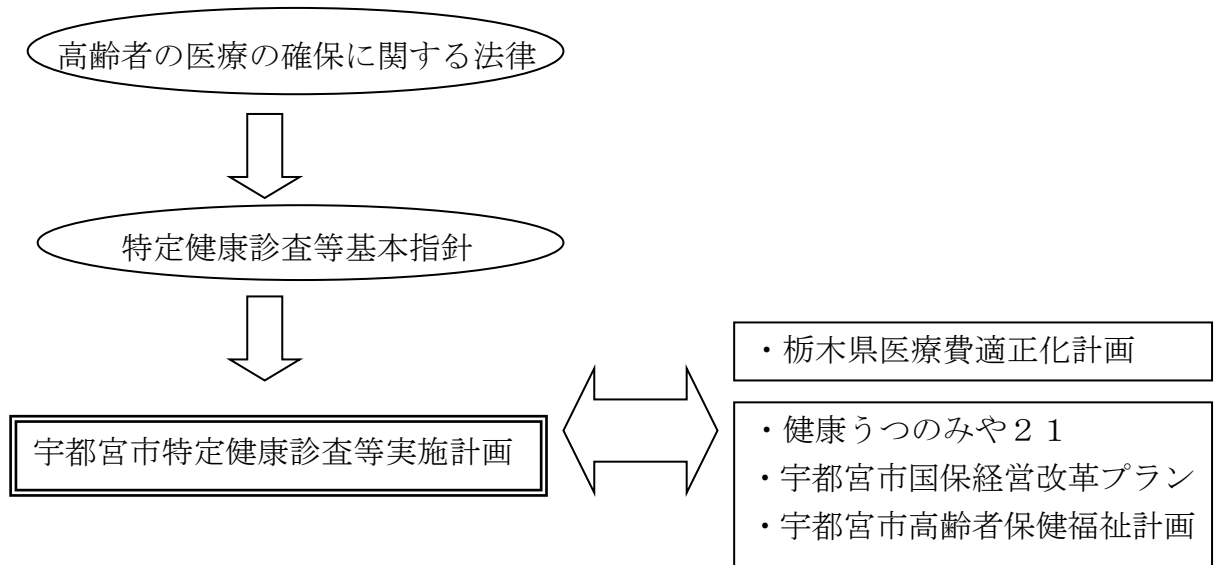 高齢者の医療の確保に関する法律
特定健康診査等基本指針
宇都宮市特定健康診査等実施計画
・栃木県医療費適正化計画
・健康うつのみや２１
・宇都宮市国保経営改革プラン
・宇都宮市高齢者保健福祉計画